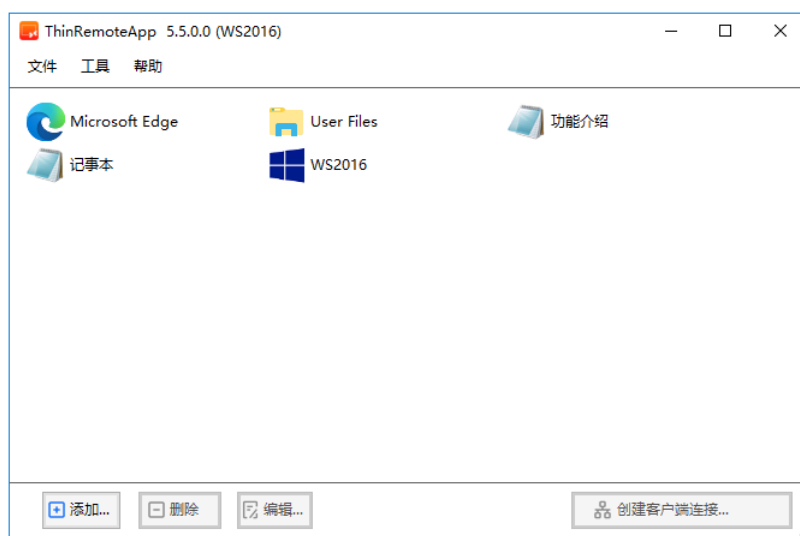 ThinRemoteApp 5.5.0.0 (WS2016)
文件 工具 帮助
Microsoft Edge User Files 功能介绍
记事本 WS2016
添加... 删除 编辑... 创建客户端连接...